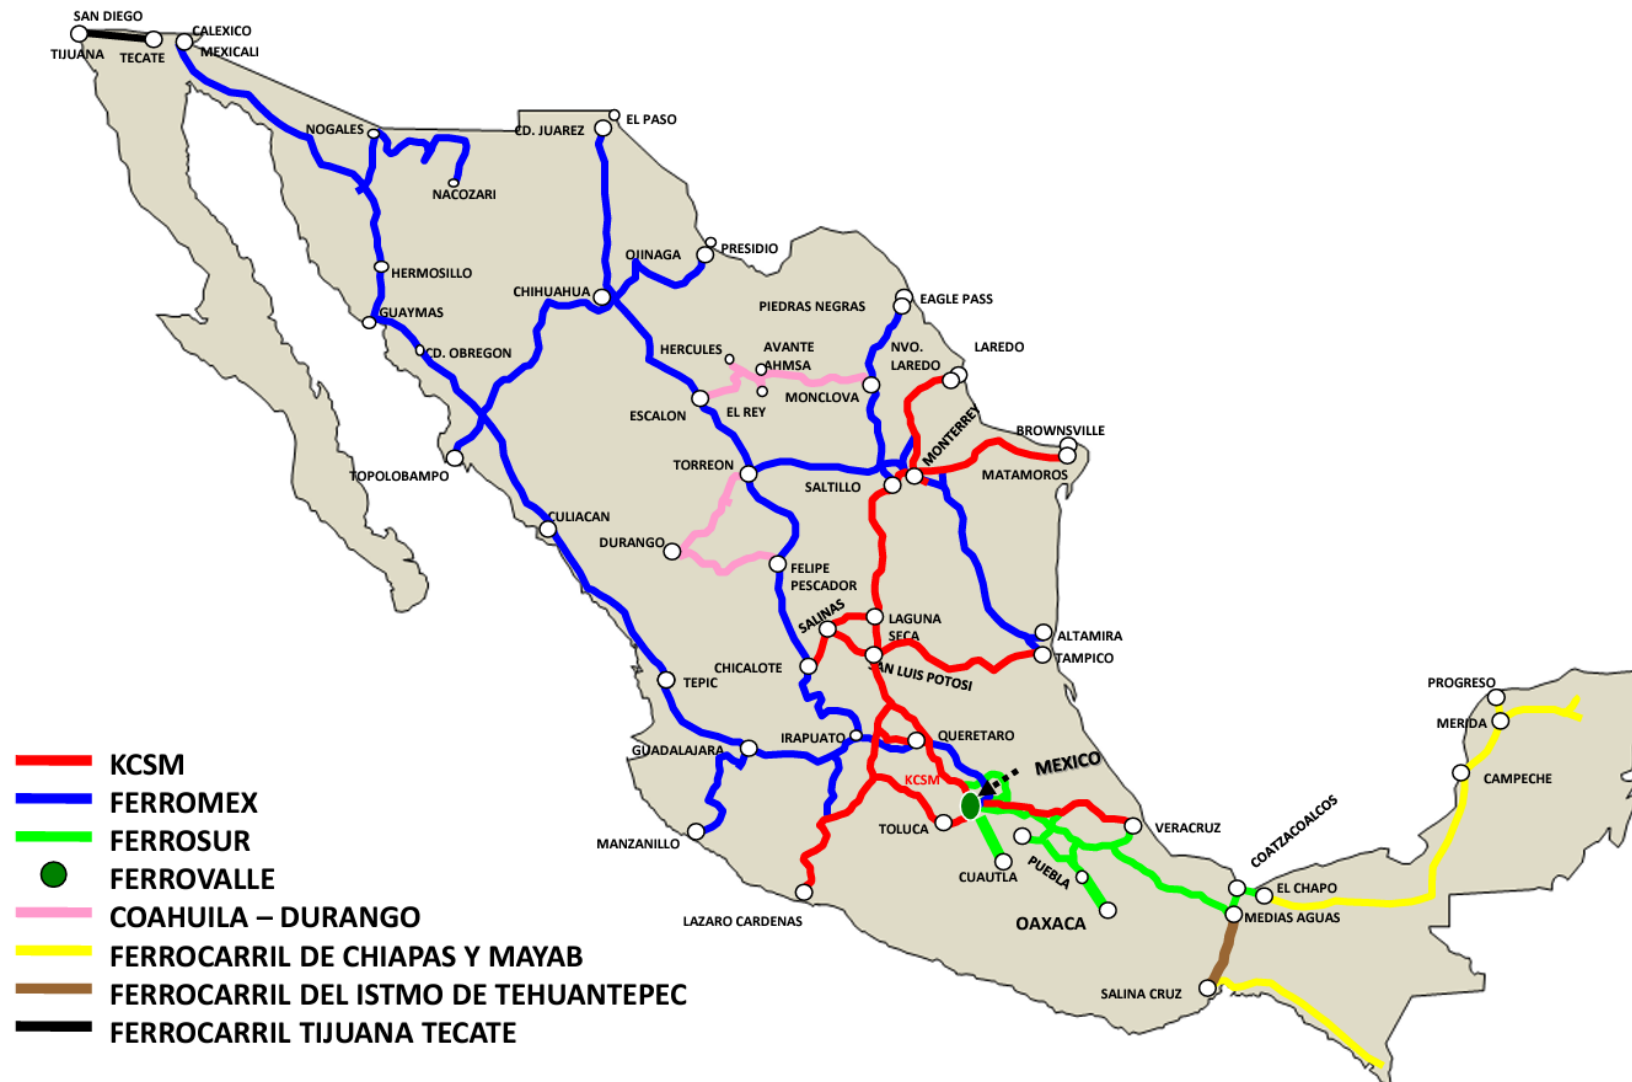 SAN DIEGO
CALEXICO
TIJUANA
TECATE
MEXICALI
NOGALES
CD. JUAREZ
EL PASO
NACOZARI
OJINAGA
PRESIDIO
HERMOSILLO
CHIHUAHUA
PIEDRAS NEGRAS
EAGLE PASS
GUAYMAS
CD. OBREGON
HERCULES
AVANTE
AHMSA
NVO.
LAREDO
LAREDO
ESCALON
EL REY
MONCLOVA
MONTERREY
BROWNSVILLE
TOPOLOBAMPO
TORREON
SALTILLO
MATAMOROS
CULIACAN
DURANGO
FELIPE
PESCADOR
SALINAS
LAGUNA
SECA
ALTAMIRA
TAMPICO
CHICALOTE
SAN LUIS POTOSI
TEPIC
PROGRESO
MERIDA
GUADALAJARA
IRAPUATO
QUERETARO
MEXICO
KCSM
CAMPECHE
MANZANILLO
TOLUCA
VERACRUZ
COATZACOALCOS
CUAUTLA
PUEBLA
EL CHAPO
LAZARO CARDENAS
OAXACA
MEDIAS AGUAS
SALINA CRUZ
KCSM
FERROMEX
FERROSUR
FERROVALLE
COAHUILA – DURANGO
FERROCARRIL DE CHIAPAS Y MAYAB
FERROCARRIL DEL ISTMO DE TEHUANTEPEC
FERROCARRIL TIJUANA TECATE